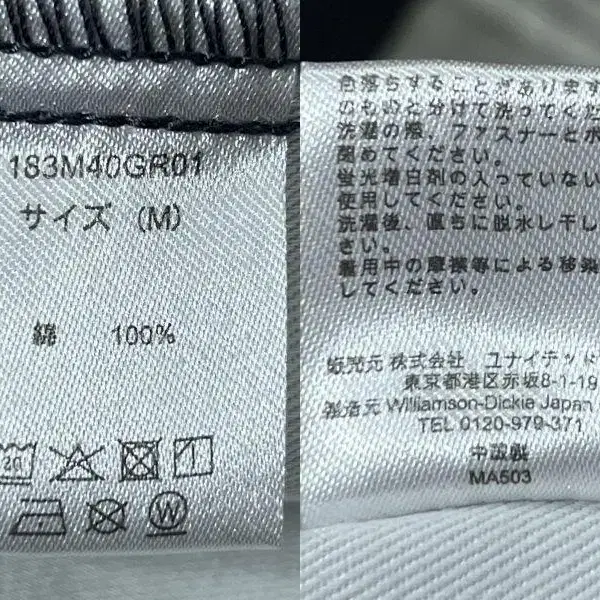 183M40GR01
サイズ (M)
綿 100%
色落ちすることがあります
のものと分けて洗ってくだ
洗濯の際、ファスナーとボ
閉めてください。
蛍光増白剤の入っていない
使用してください。
洗濯後、直ちに脱水し干し
さい。
着用中の摩擦等による移染
してください。
販売元 株式会社 ユナイテッド
東京都港区赤坂8-1-19
製造元 Williamson-Dickie Japan
TEL 0120-979-371
中国製
MA503
W